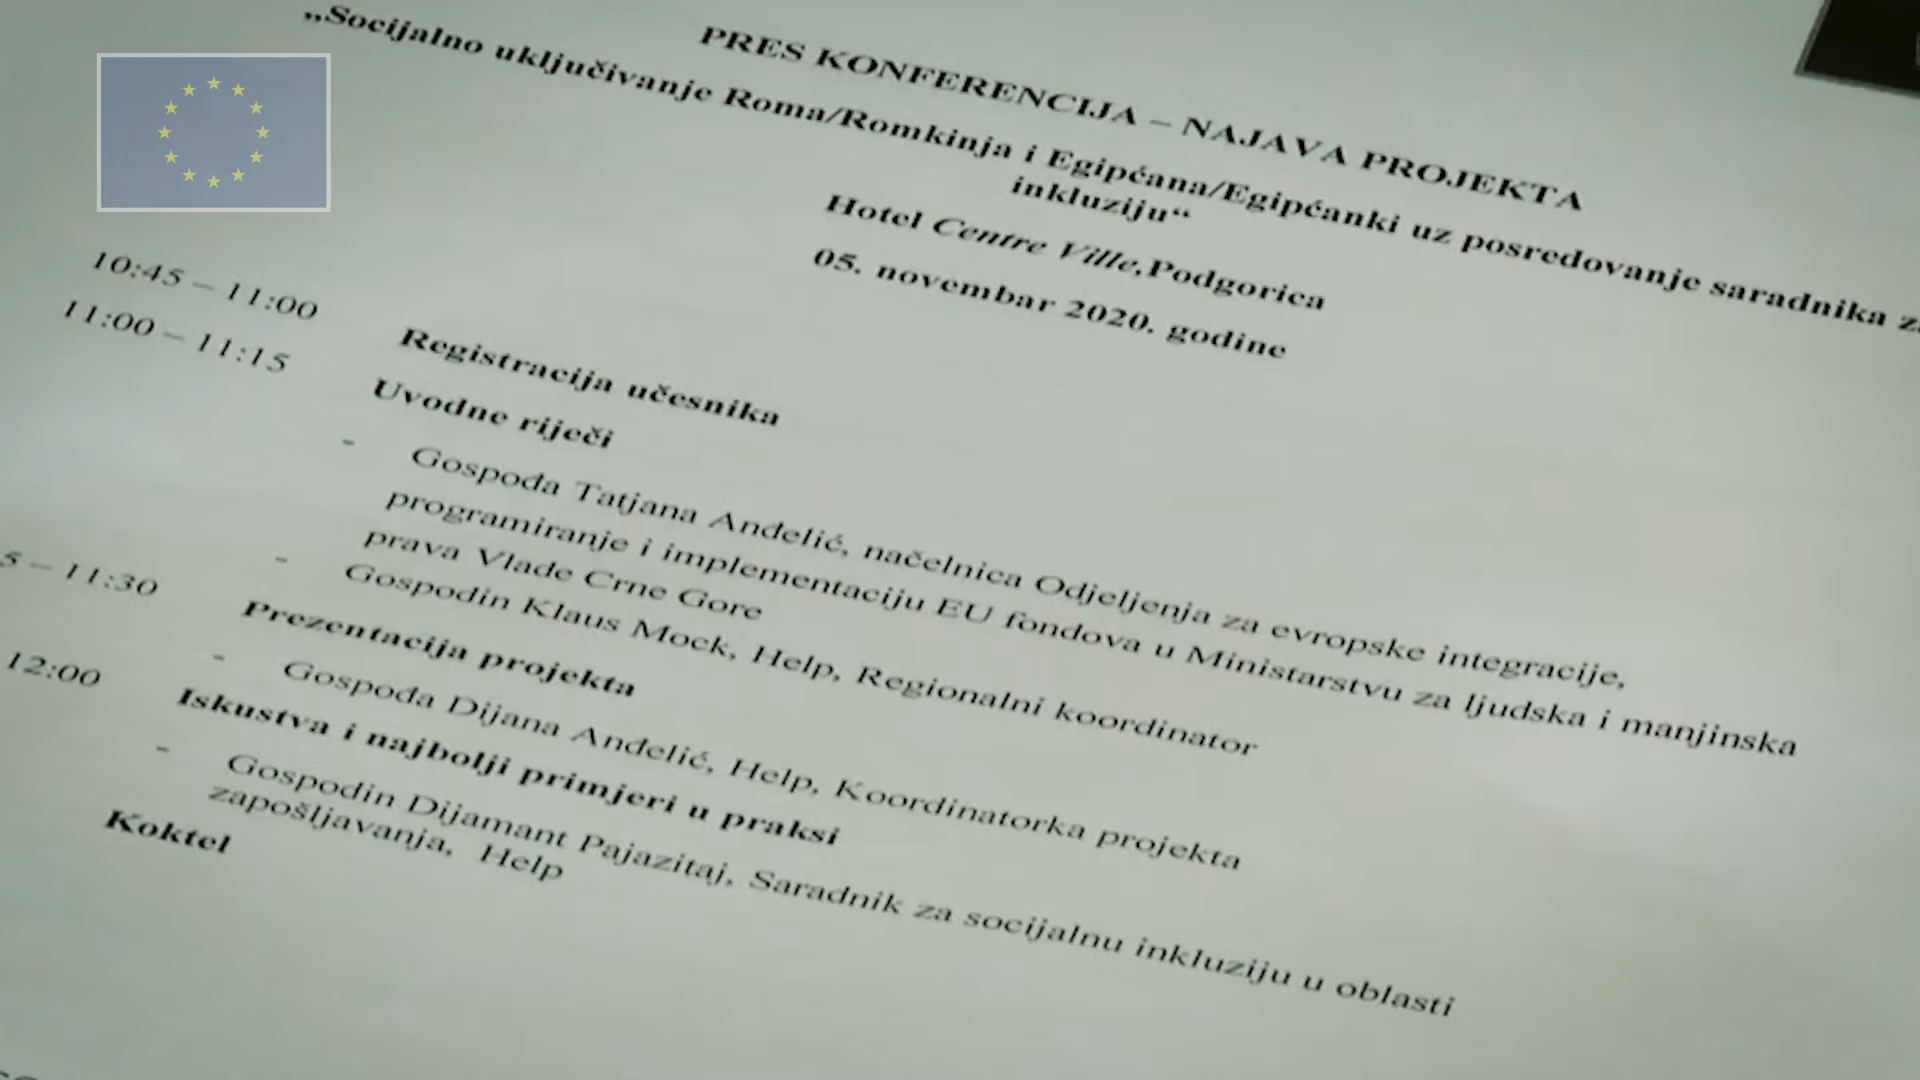 PRES KONFERENCIJA – NAJAVA PROJEKTA
„Socijalno uključivanje Roma/Romkinja i Egipćana/Egipćanki uz posredovanje saradnika
inkluziju“
Hotel Centre Ville,Podgorica
05. novembar 2020. godine
10:45 – 11:00 Registracija učesnika
11:00 – 11:15 Uvodne riječi
- Gospođa Tatjana Anđelić, načelnica Odjeljenja za evropske integracije,
programiranje i implementaciju EU fondova u Ministarstvu za ljudska i manjinska
prava Vlade Crne Gore
- Gospodin Klaus Mock, Help, Regionalni koordinator
– 11:30 Prezentacija projekta
- Gospođa Dijana Anđelić, Help, Koordinatorka projekta
12:00 Iskustva i najbolji primjeri u praksi
- Gospodin Dijamant Pajazitaj, Saradnik za socijalnu inkluziju u oblasti
zapošljavanja, Help
Koktel